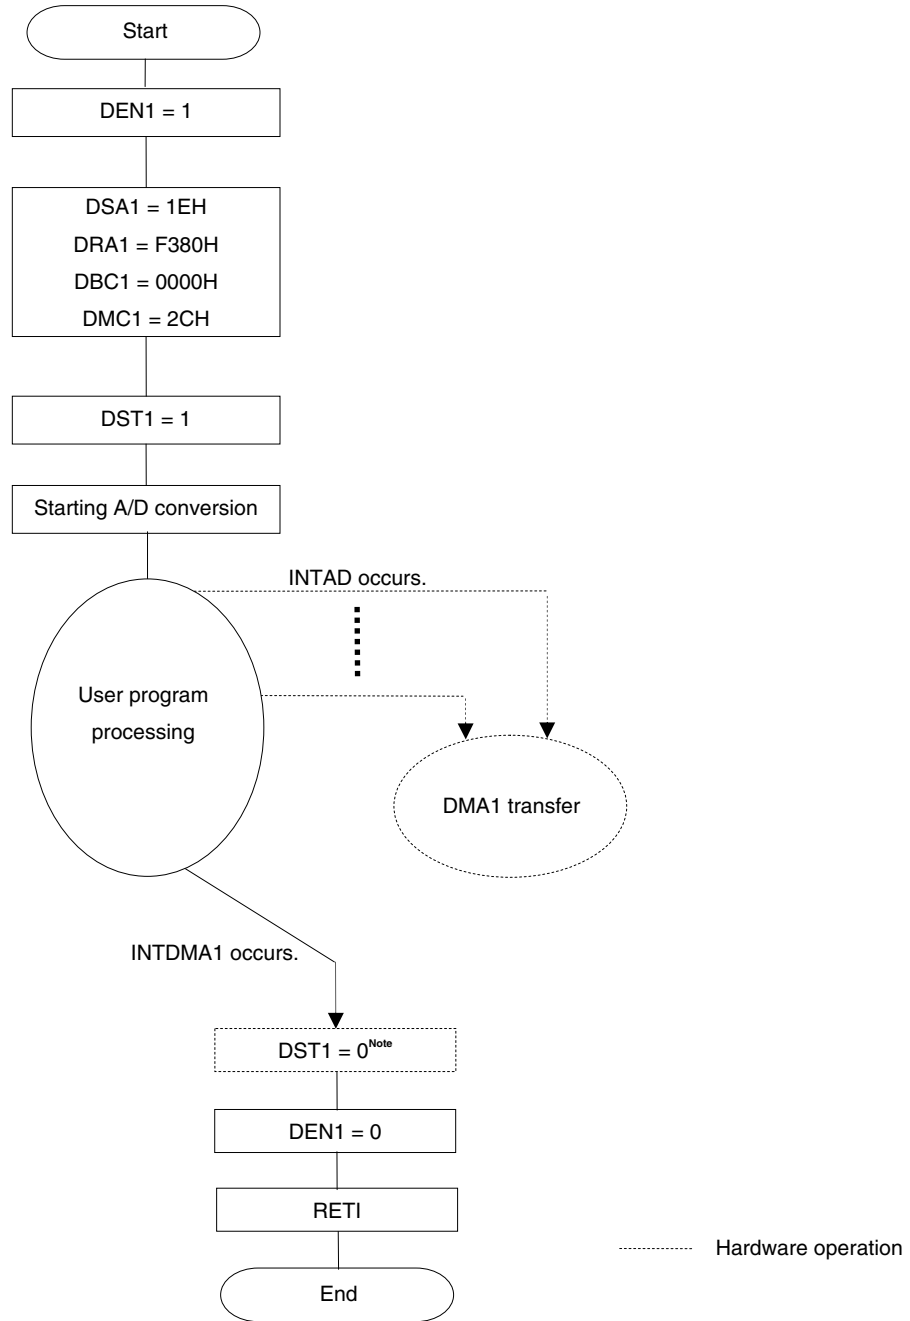 Start
DEN1 = 1
DSA1 = 1EH
DRA1 = F380H
DBC1 = 0000H
DMC1 = 2CH
DST1 = 1
Starting A/D conversion
INTAD occurs.
User program
processing
DMA1 transfer
INTDMA1 occurs.
DST1 = 0Note
DEN1 = 0
RETI
Hardware operation
End